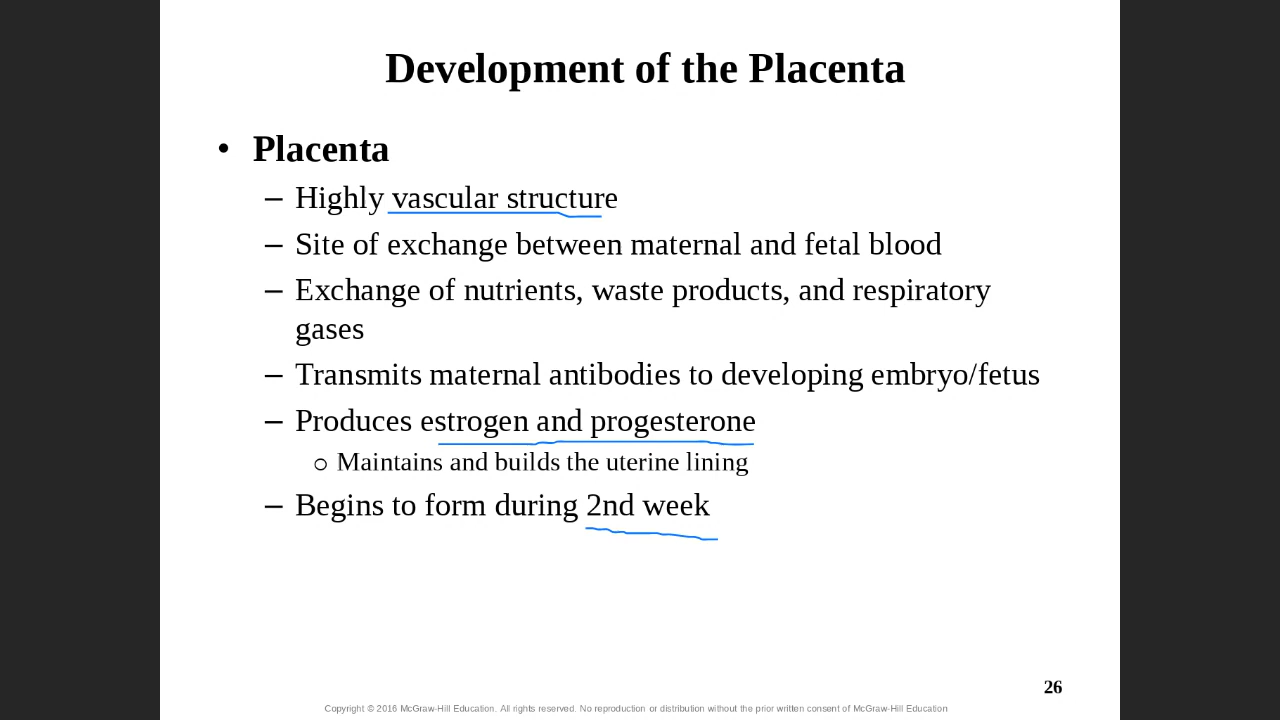 Development of the Placenta
• Placenta
– Highly vascular structure
– Site of exchange between maternal and fetal blood
– Exchange of nutrients, waste products, and respiratory
gases
– Transmits maternal antibodies to developing embryo/fetus
– Produces estrogen and progesterone
○ Maintains and builds the uterine lining
– Begins to form during 2nd week
26
Copyright © 2016 McGraw-Hill Education. All rights reserved. No reproduction or distribution without the prior written consent of McGraw-Hill Education